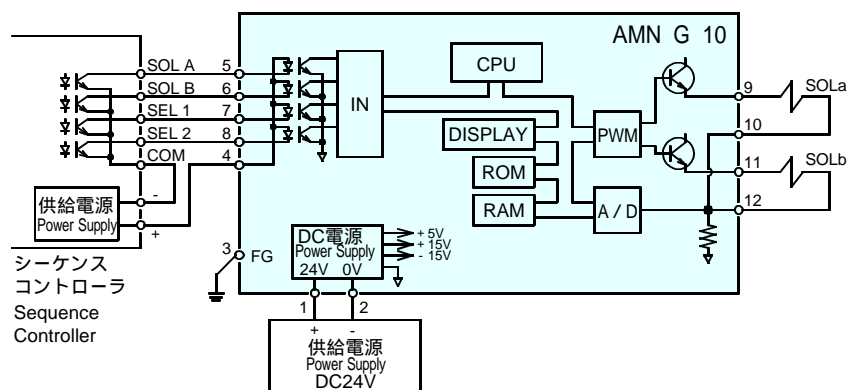 AMN G 10
SOL A 5
SOL B 6
SEL 1 7
SEL 2 8
COM 4
IN
CPU
DISPLAY
ROM
RAM
PWM
A / D
9 SOLa
10
11 SOLb
12
供給電源
Power Supply
-
+
シーケンス
コントローラ
Sequence
Controller
3 FG
DC電源
Power Supply
24V 0V
+ 5V
+ 15V
- 15V
1 2
+ -
供給電源
Power Supply
DC24V